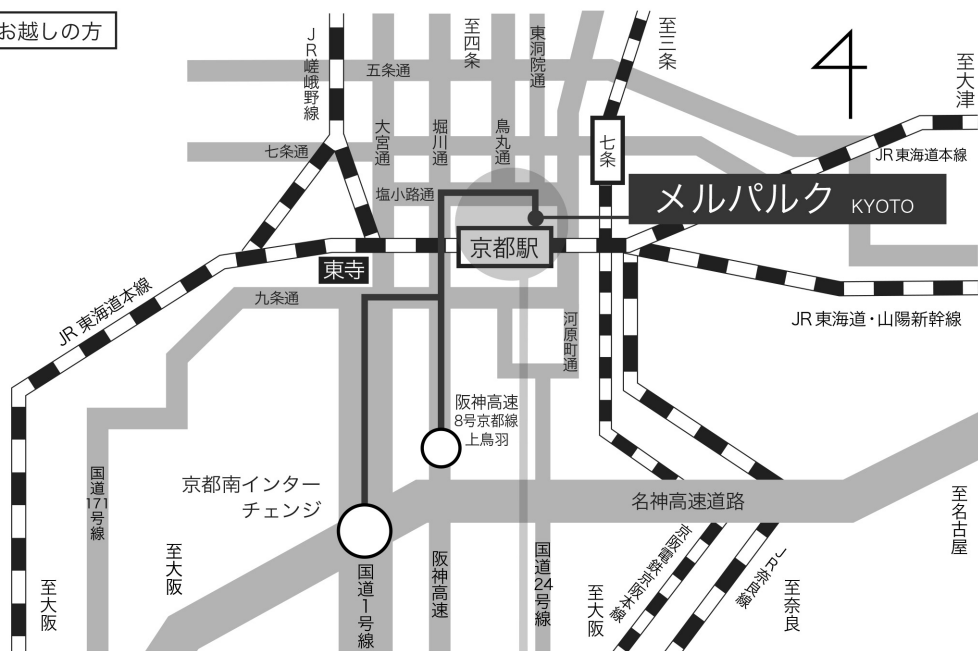 お越しの方
JR嵯峨野線
至四条
東洞院通
至三条
至大津
五条通
大宮通
堀川通
烏丸通
七条通
七条
JR東海道本線
塩小路通
メルパルク KYOTO
京都駅
東寺
九条通
JR東海道本線
河原町通
JR東海道・山陽新幹線
阪神高速
8号京都線
上鳥羽
京都南インター
チェンジ
名神高速道路
国道171号線
至名古屋
至大阪
至大阪
国道1号線
阪神高速
国道24号線
至大阪
京阪電鉄京阪本線
JR奈良線
至奈良